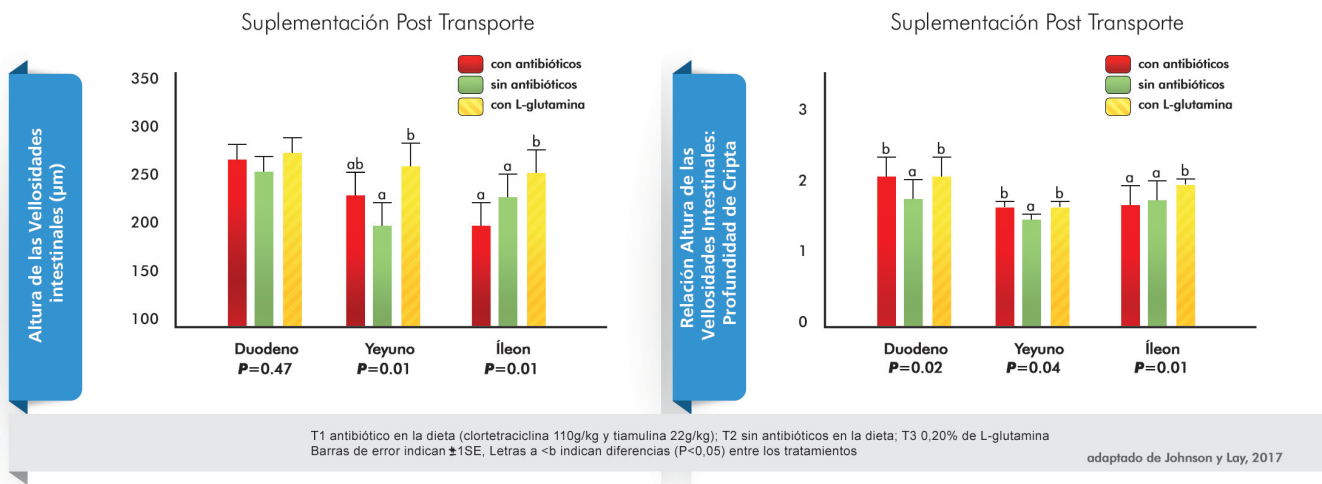 Suplementación Post Transporte
Altura de las Vellosidades
intestinales (µm)
con antibióticos
sin antibióticos
con L-glutamina
350
300
250
200
150
100
ab
a
b
a
a
b
Duodeno
P=0.47
Yeyuno
P=0.01
Íleon
P=0.01
Suplementación Post Transporte
Relación Altura de las
Vellosidades Intestinales:
Profundidad de Cripta
con antibióticos
sin antibióticos
con L-glutamina
3
2
1
0
b
a
b
b
a
b
a
a
b
Duodeno
P=0.02
Yeyuno
P=0.04
Íleon
P=0.01
T1 antibiótico en la dieta (clortetraciclina 110g/kg y tiamulina 22g/kg); T2 sin antibióticos en la dieta; T3 0,20% de L-glutamina
Barras de error indican ±1SE, Letras a <b indican diferencias (P<0,05) entre los tratamientos
adaptado de Johnson y Lay, 2017